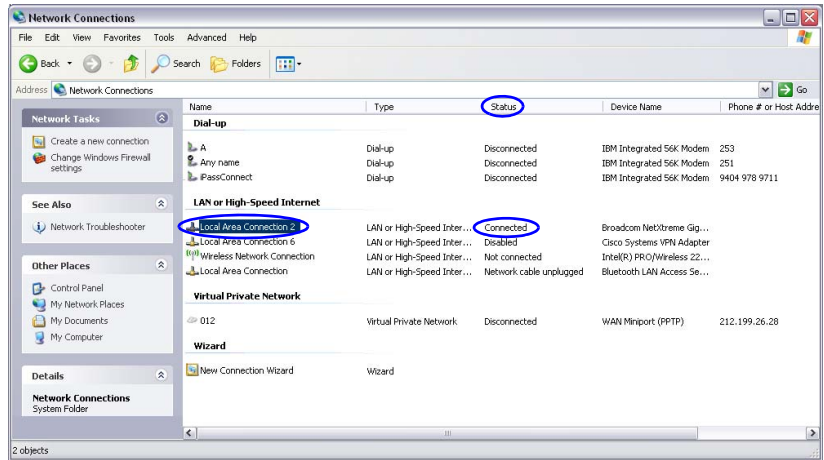 Network Connections
File Edit View Favorites Tools Advanced Help
Back Search Folders
Address Network Connections Go
Network Tasks
Create a new connection
Change Windows Firewall
settings
See Also
Network Troubleshooter
Other Places
Control Panel
My Network Places
My Documents
My Computer
Details
Network Connections
System Folder
Name Type Status Device Name Phone # or Host Addre
Dial-up
A Dial-up Disconnected IBM Integrated 56K Modem 253
Any name Dial-up Disconnected IBM Integrated 56K Modem 251
iPassConnect Dial-up Disconnected IBM Integrated 56K Modem 9404 978 9711
LAN or High-Speed Internet
Local Area Connection 2 LAN or High-Speed Inter... Connected Broadcom NetXtreme Gig...
Local Area Connection 6 LAN or High-Speed Inter... Disabled Cisco Systems VPN Adapter
Wireless Network Connection LAN or High-Speed Inter... Not connected Intel(R) PRO/Wireless 22...
Local Area Connection LAN or High-Speed Inter... Network cable unplugged Bluetooth LAN Access Se...
Virtual Private Network
012 Virtual Private Network Disconnected WAN Miniport (PPTP) 212.199.26.28
Wizard
New Connection Wizard Wizard
2 objects